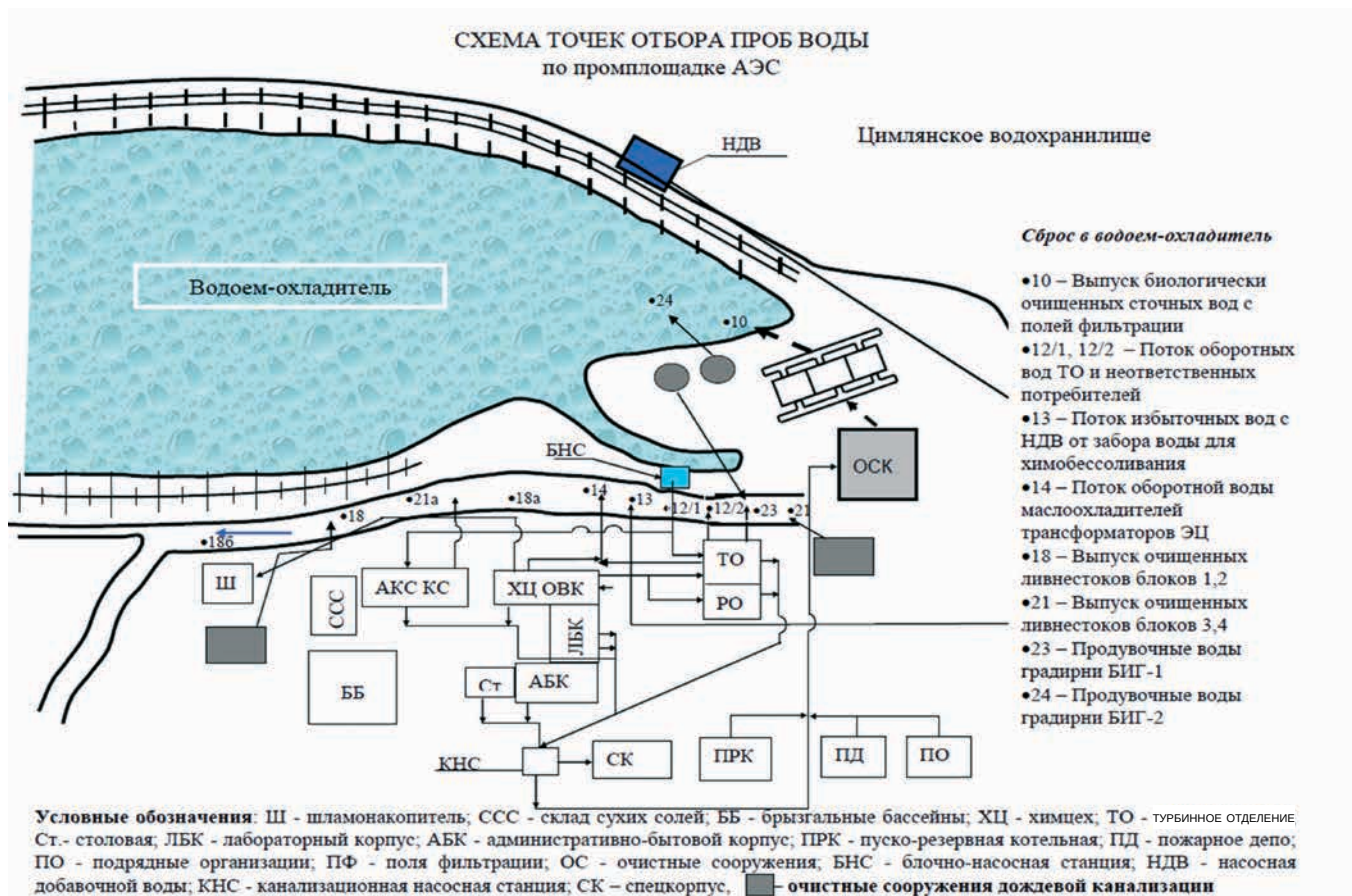 СХЕМА ТОЧЕК ОТБОРА ПРОБ ВОДЫ
по промплощадке АЭС
Цимлянское водохранилище
НДВ
Водоем-охладитель
•24
•10
БНС
ОСК
•21а
•18а
•14
•13
•12/1
•12/2
•23
•21
•18
•18б
Ш
ССС
АКС КС
ХЦ ОВК
ЛБК
ТО
РО
ББ
Ст
АБК
КНС
СК
ПРК
ПД
ПО
Сброс в водоем-охладитель
•10 – Выпуск биологически
очищенных сточных вод с
полей фильтрации
•12/1, 12/2 – Поток оборотных
вод ТО и неответственных
потребителей
•13 – Поток избыточных вод с
НДВ от забора воды для
химобессоливания
•14 – Поток оборотной воды
маслоохладителей
трансформаторов ЭЦ
•18 – Выпуск очищенных
ливнестоков блоков 1,2
•21 – Выпуск очищенных
ливнестоков блоков 3,4
•23 – Продувочные воды
градирни БИГ-1
•24 – Продувочные воды
градирни БИГ-2
Условные обозначения: Ш - шламонакопитель; ССС - склад сухих солей; ББ - брызгальные бассейны; ХЦ - химцех; ТО - ТУРБИННОЕ ОТДЕЛЕНИЕ
Ст.- столовая; ЛБК - лабораторный корпус; АБК - административно-бытовой корпус; ПРК - пуско-резервная котельная; ПД - пожарное депо;
ПО - подрядные организации; ПФ - поля фильтрации; ОС - очистные сооружения; БНС - блочно-насосная станция; НДВ - насосная
добавочной воды; КНС - канализационная насосная станция; СК – спецкорпус, – очистные сооружения дождевой канализации